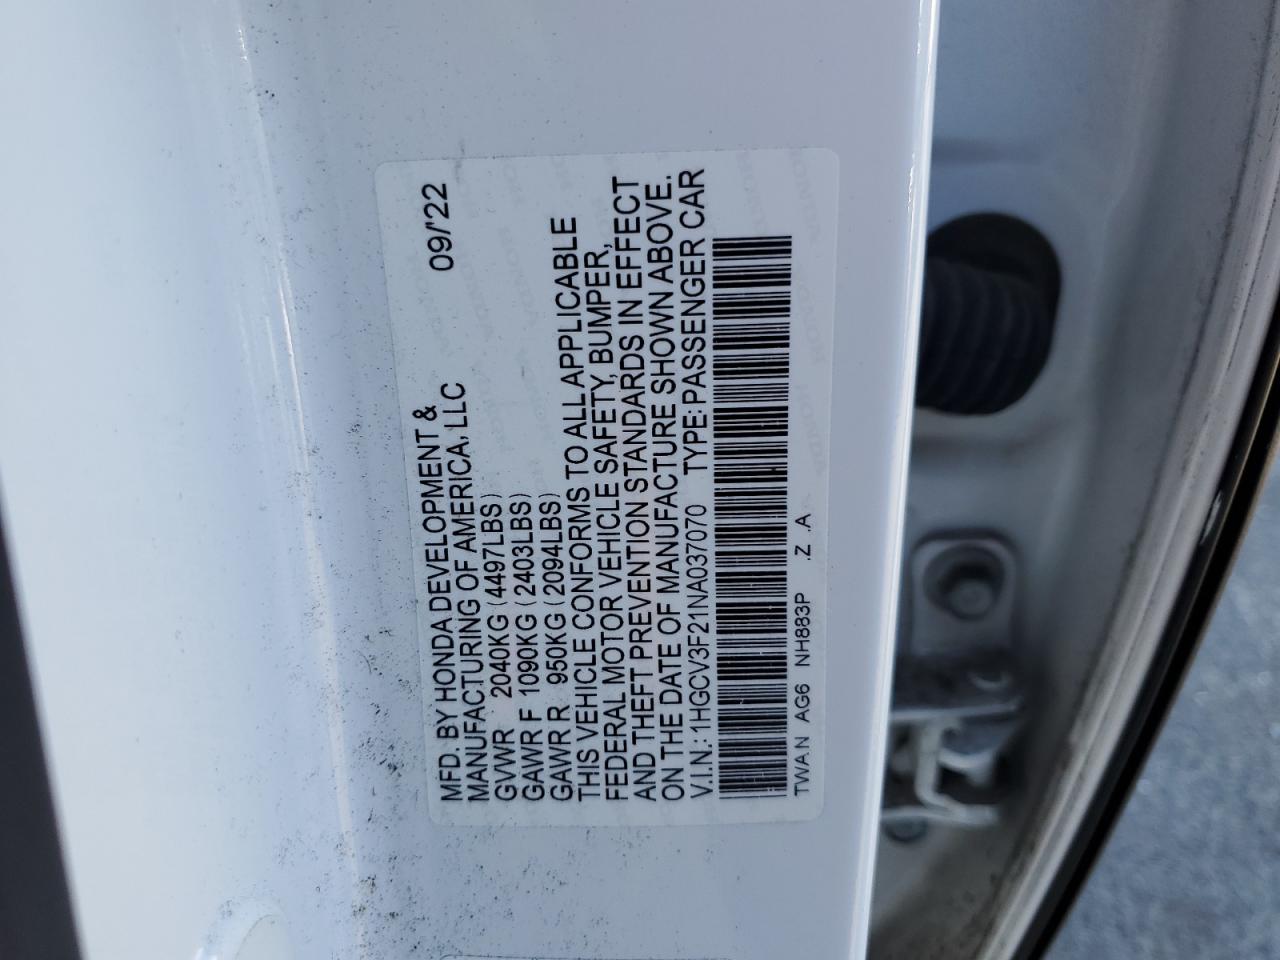 MFD. BY HONDA DEVELOPMENT & 09/'22
MANUFACTURING OF AMERICA, LLC
GVWR 2040KG (4497LBS)
GAWR F 1090KG (2403LBS)
GAWR R 950KG (2094LBS)
THIS VEHICLE CONFORMS TO ALL APPLICABLE
FEDERAL MOTOR VEHICLE SAFETY, BUMPER,
AND THEFT PREVENTION STANDARDS IN EFFECT
ON THE DATE OF MANUFACTURE SHOWN ABOVE.
V.I.N.: 1HGCV3F21NA037070 TYPE: PASSENGER CAR
TWAN AG6 NH883P .Z .A